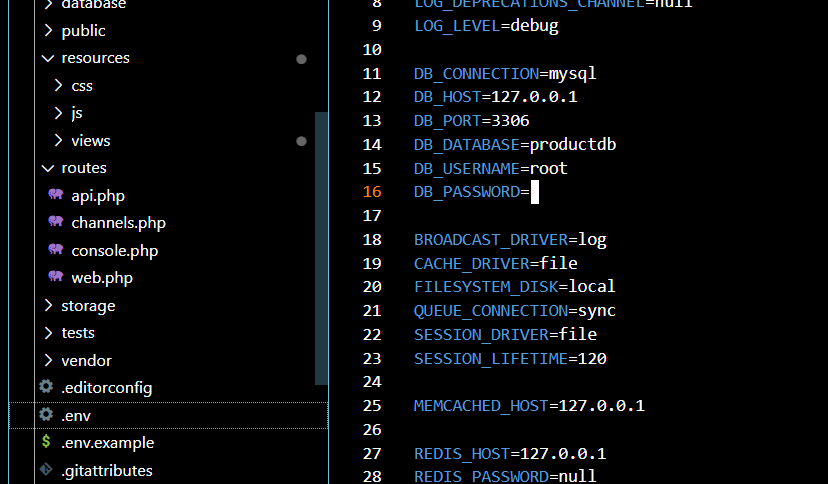 database
public
resources
css
js
views
routes
api.php
channels.php
console.php
web.php
storage
tests
vendor
.editorconfig
.env
.env.example
.gitattributes
8 LOG_DEPRECATIONS_CHANNEL=null
9 LOG_LEVEL=debug
10
11 DB_CONNECTION=mysql
12 DB_HOST=127.0.0.1
13 DB_PORT=3306
14 DB_DATABASE=productdb
15 DB_USERNAME=root
16 DB_PASSWORD=
17
18 BROADCAST_DRIVER=log
19 CACHE_DRIVER=file
20 FILESYSTEM_DISK=local
21 QUEUE_CONNECTION=sync
22 SESSION_DRIVER=file
23 SESSION_LIFETIME=120
24
25 MEMCACHED_HOST=127.0.0.1
26
27 REDIS_HOST=127.0.0.1
28 REDIS_PASSWORD=null